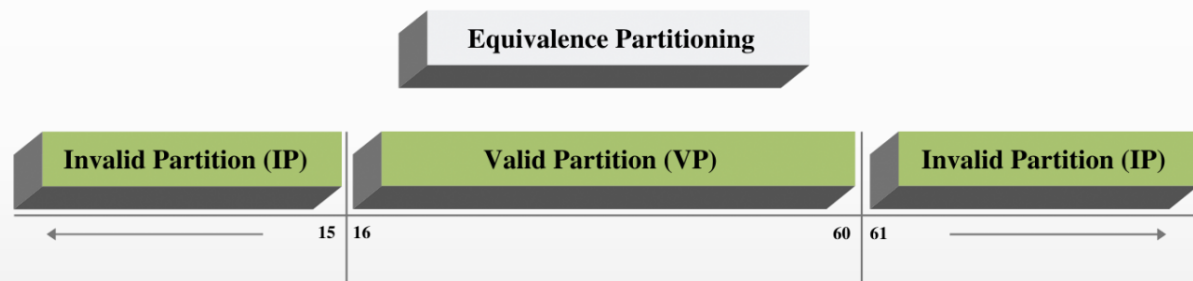 Equivalence Partitioning
Invalid Partition (IP)
Valid Partition (VP)
Invalid Partition (IP)
15
16
60
61